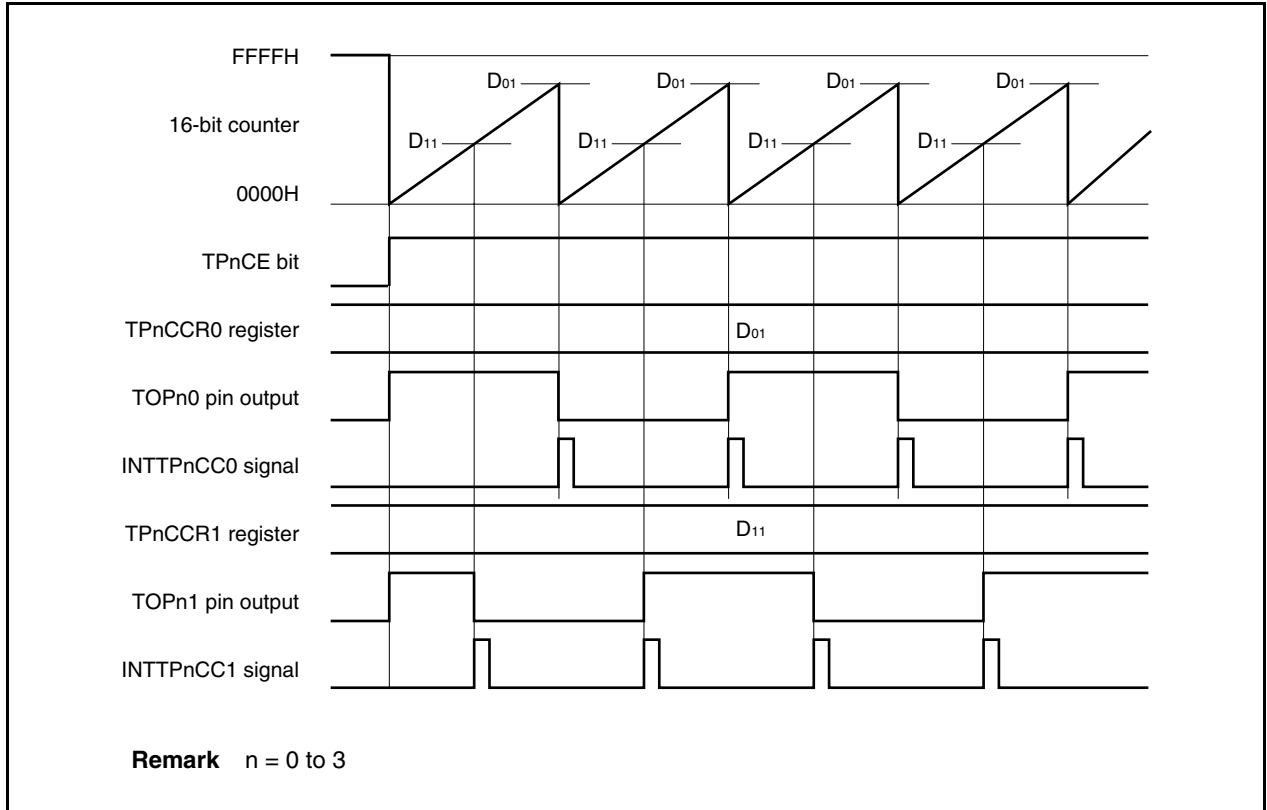 FFFFH
D01 D01 D01 D01
16-bit counter
D11 D11 D11 D11
0000H
TPnCE bit
TPnCCR0 register D01
TOPn0 pin output
INTTPnCC0 signal
TPnCCR1 register D11
TOPn1 pin output
INTTPnCC1 signal
Remark n = 0 to 3